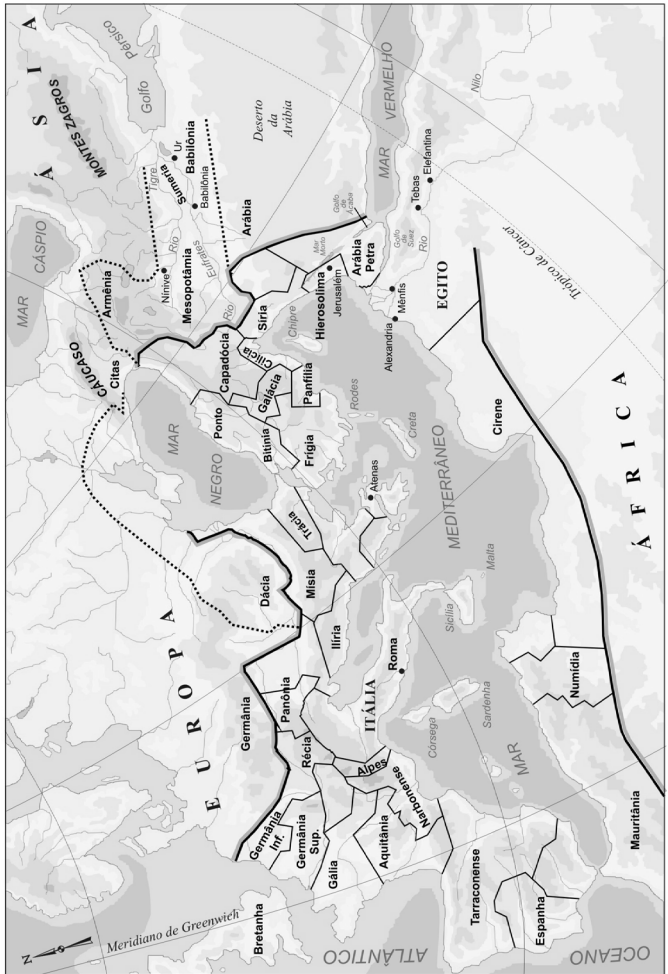 EUROPA
ÁSIA
ÁFRICA
N
S
Meridiano de Greenwich
OCEANO
ATLÂNTICO
Bretanha
Germânia
Inf.
Germânia
Sup.
Gália
Aquitânia
Narbonense
Tarraconense
Espanha
Mauritânia
Numídia
Germânia
Récia
Alpes
Panônia
ITÁLIA
Roma
Córsega
Sardenha
Sicília
Malta
MAR
MEDITERRÂNEO
Ilíria
Dácia
Mísia
Trácia
Atenas
Creta
Rodes
Chipre
MAR
NEGRO
Citas
CAUCASO
MAR
CÁSPIO
Armênia
Ponto
Bitínia
Frígia
Galácia
Capadócia
Cilícia
Panfília
Síria
Rio
Eufrates
Rio
Tigre
Nínive
Mesopotâmia
Sumeria
Babilônia
Ur
Babilônia
MONTES ZAGROS
Golfo
Pérsico
Deserto
da
Arábia
Arábia
Hierosolima
Jerusalém
Mar
Morto
Arábia
Petra
Golfo
de
Ácaba
Golfo
de
Suez
MAR
VERMELHO
Cirene
Alexandria
Mênfis
EGITO
Rio
Nilo
Tebas
Elefantina
Tropico de Câncer